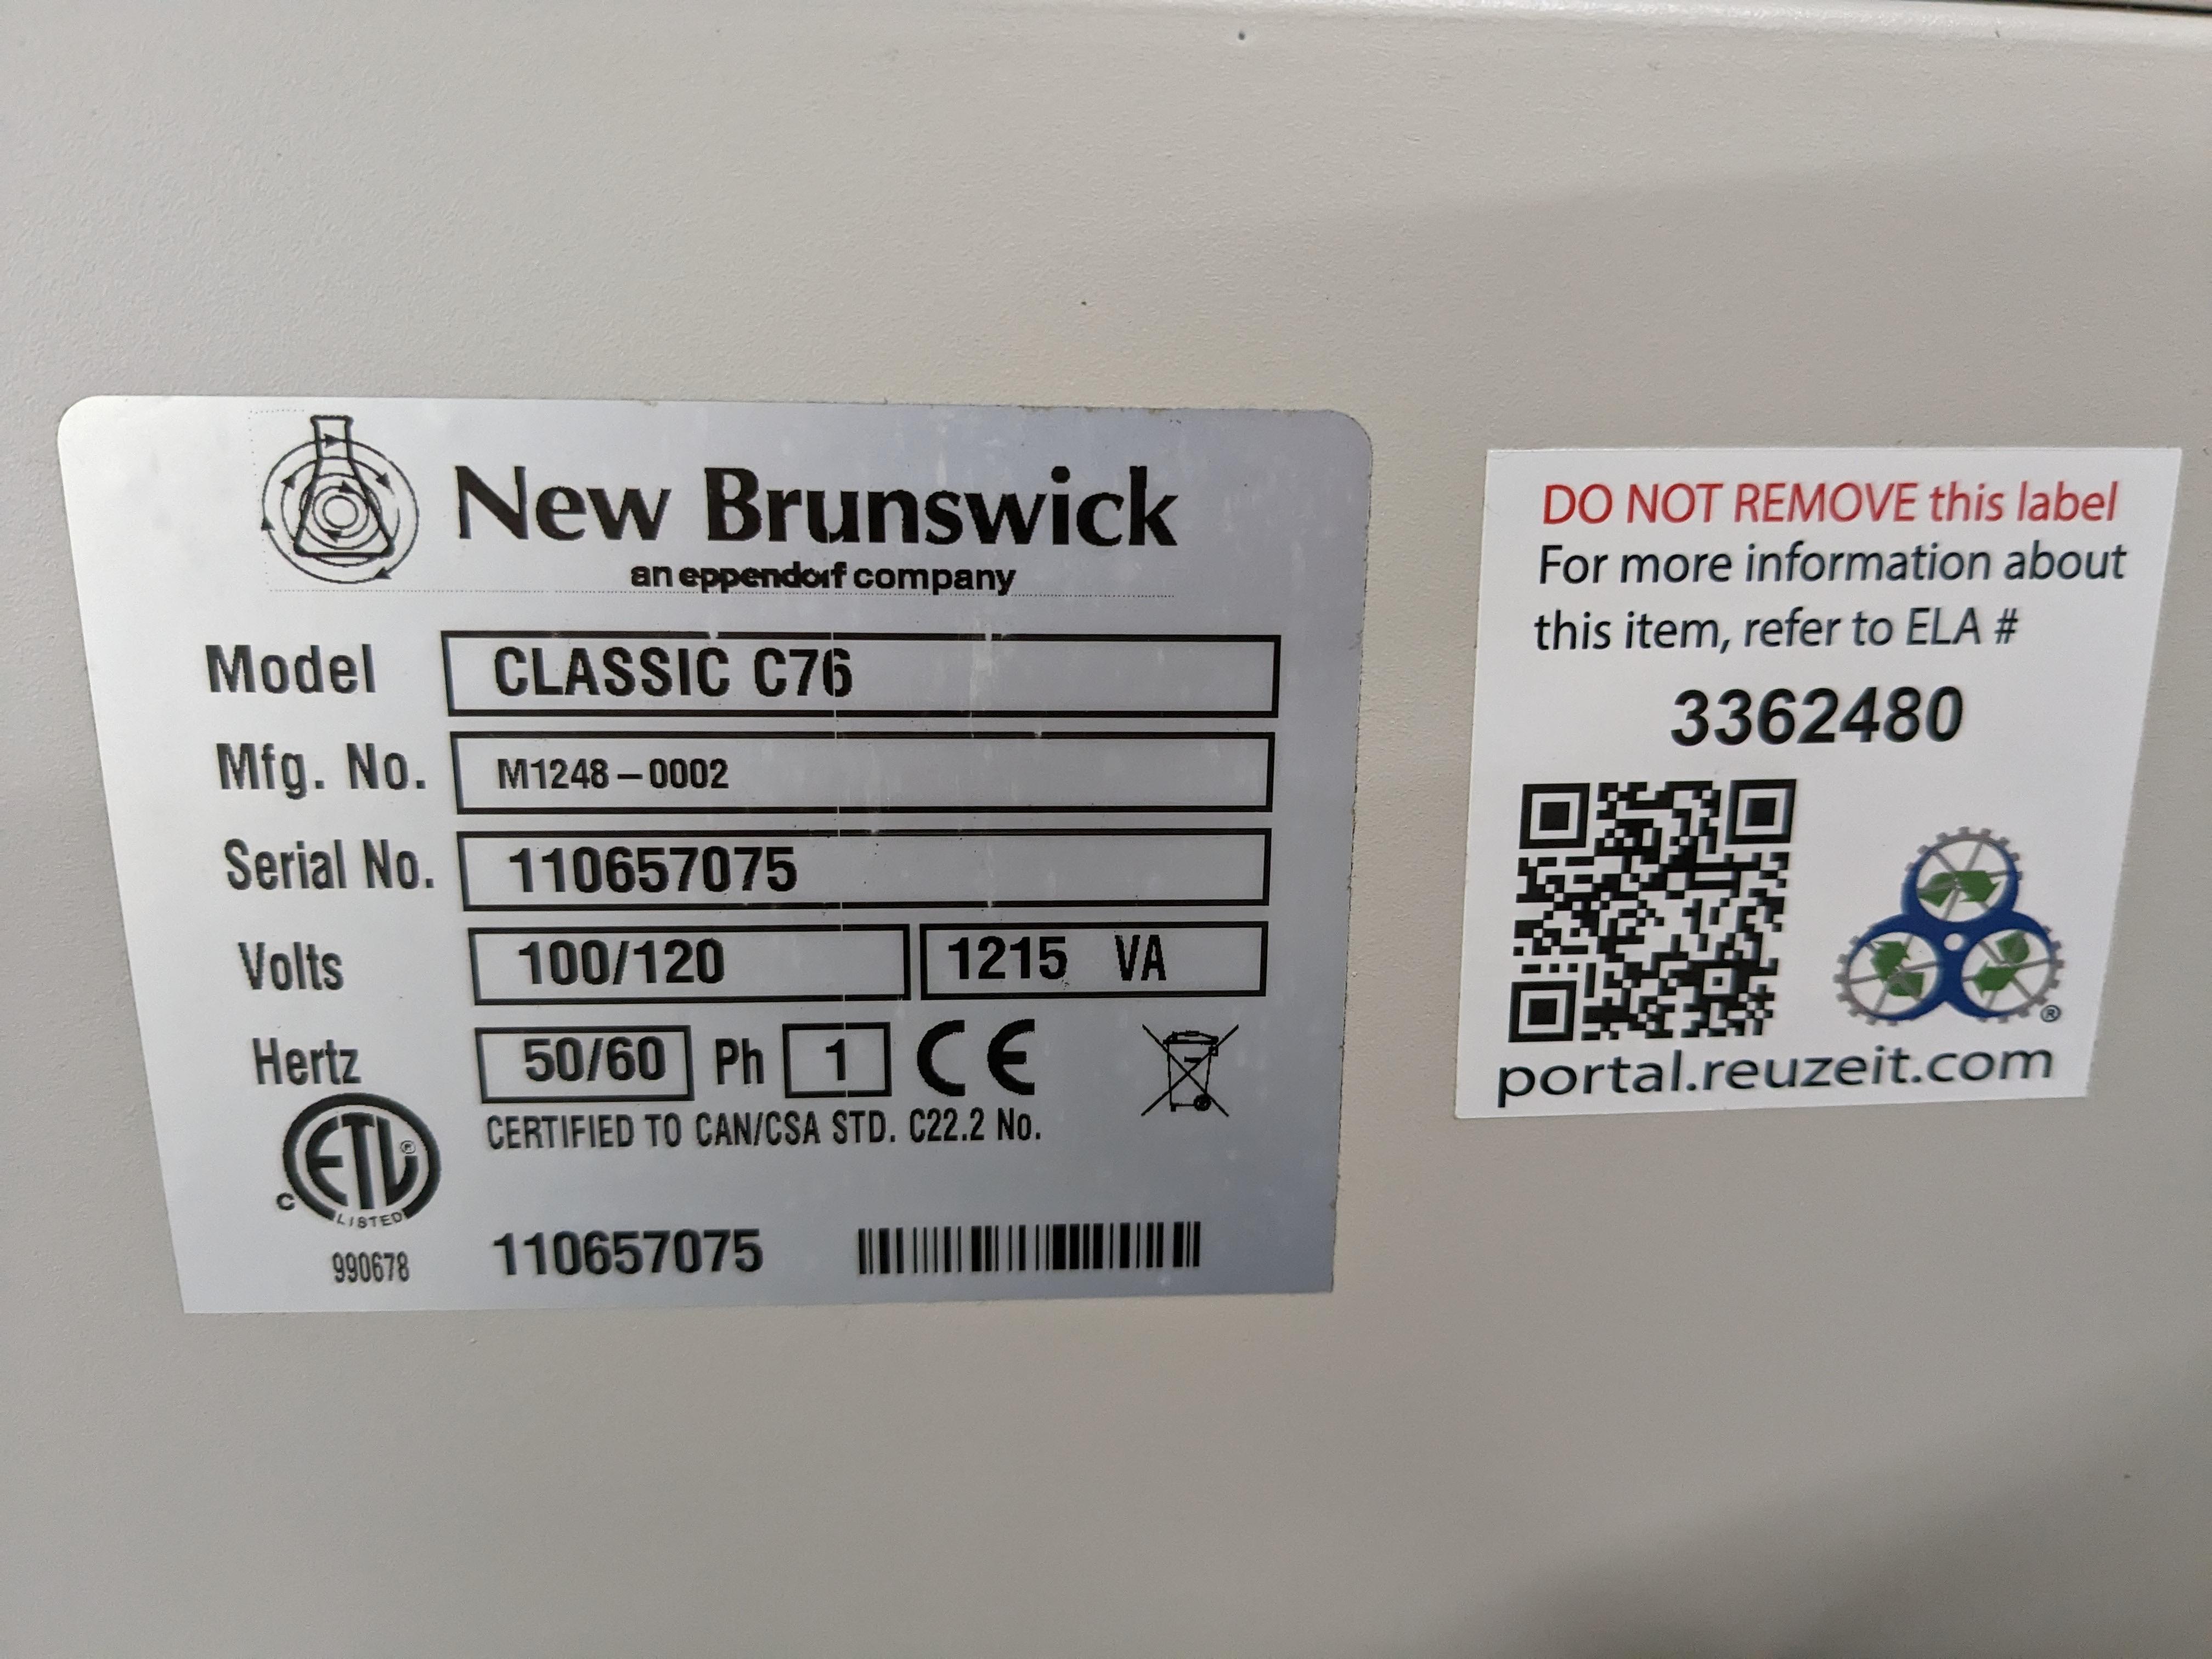 New Brunswick
an eppendorf company
Model CLASSIC C76
Mfg. No. M1248-0002
Serial No. 110657075
Volts 100/120 1215 VA
Hertz 50/60 Ph 1 CE
CERTIFIED TO CAN/CSA STD. C22.2 No.
C ETL ®
LISTED
990678 110657075
DO NOT REMOVE this label
For more information about
this item, refer to ELA #
3362480
®
portal.reuzeit.com